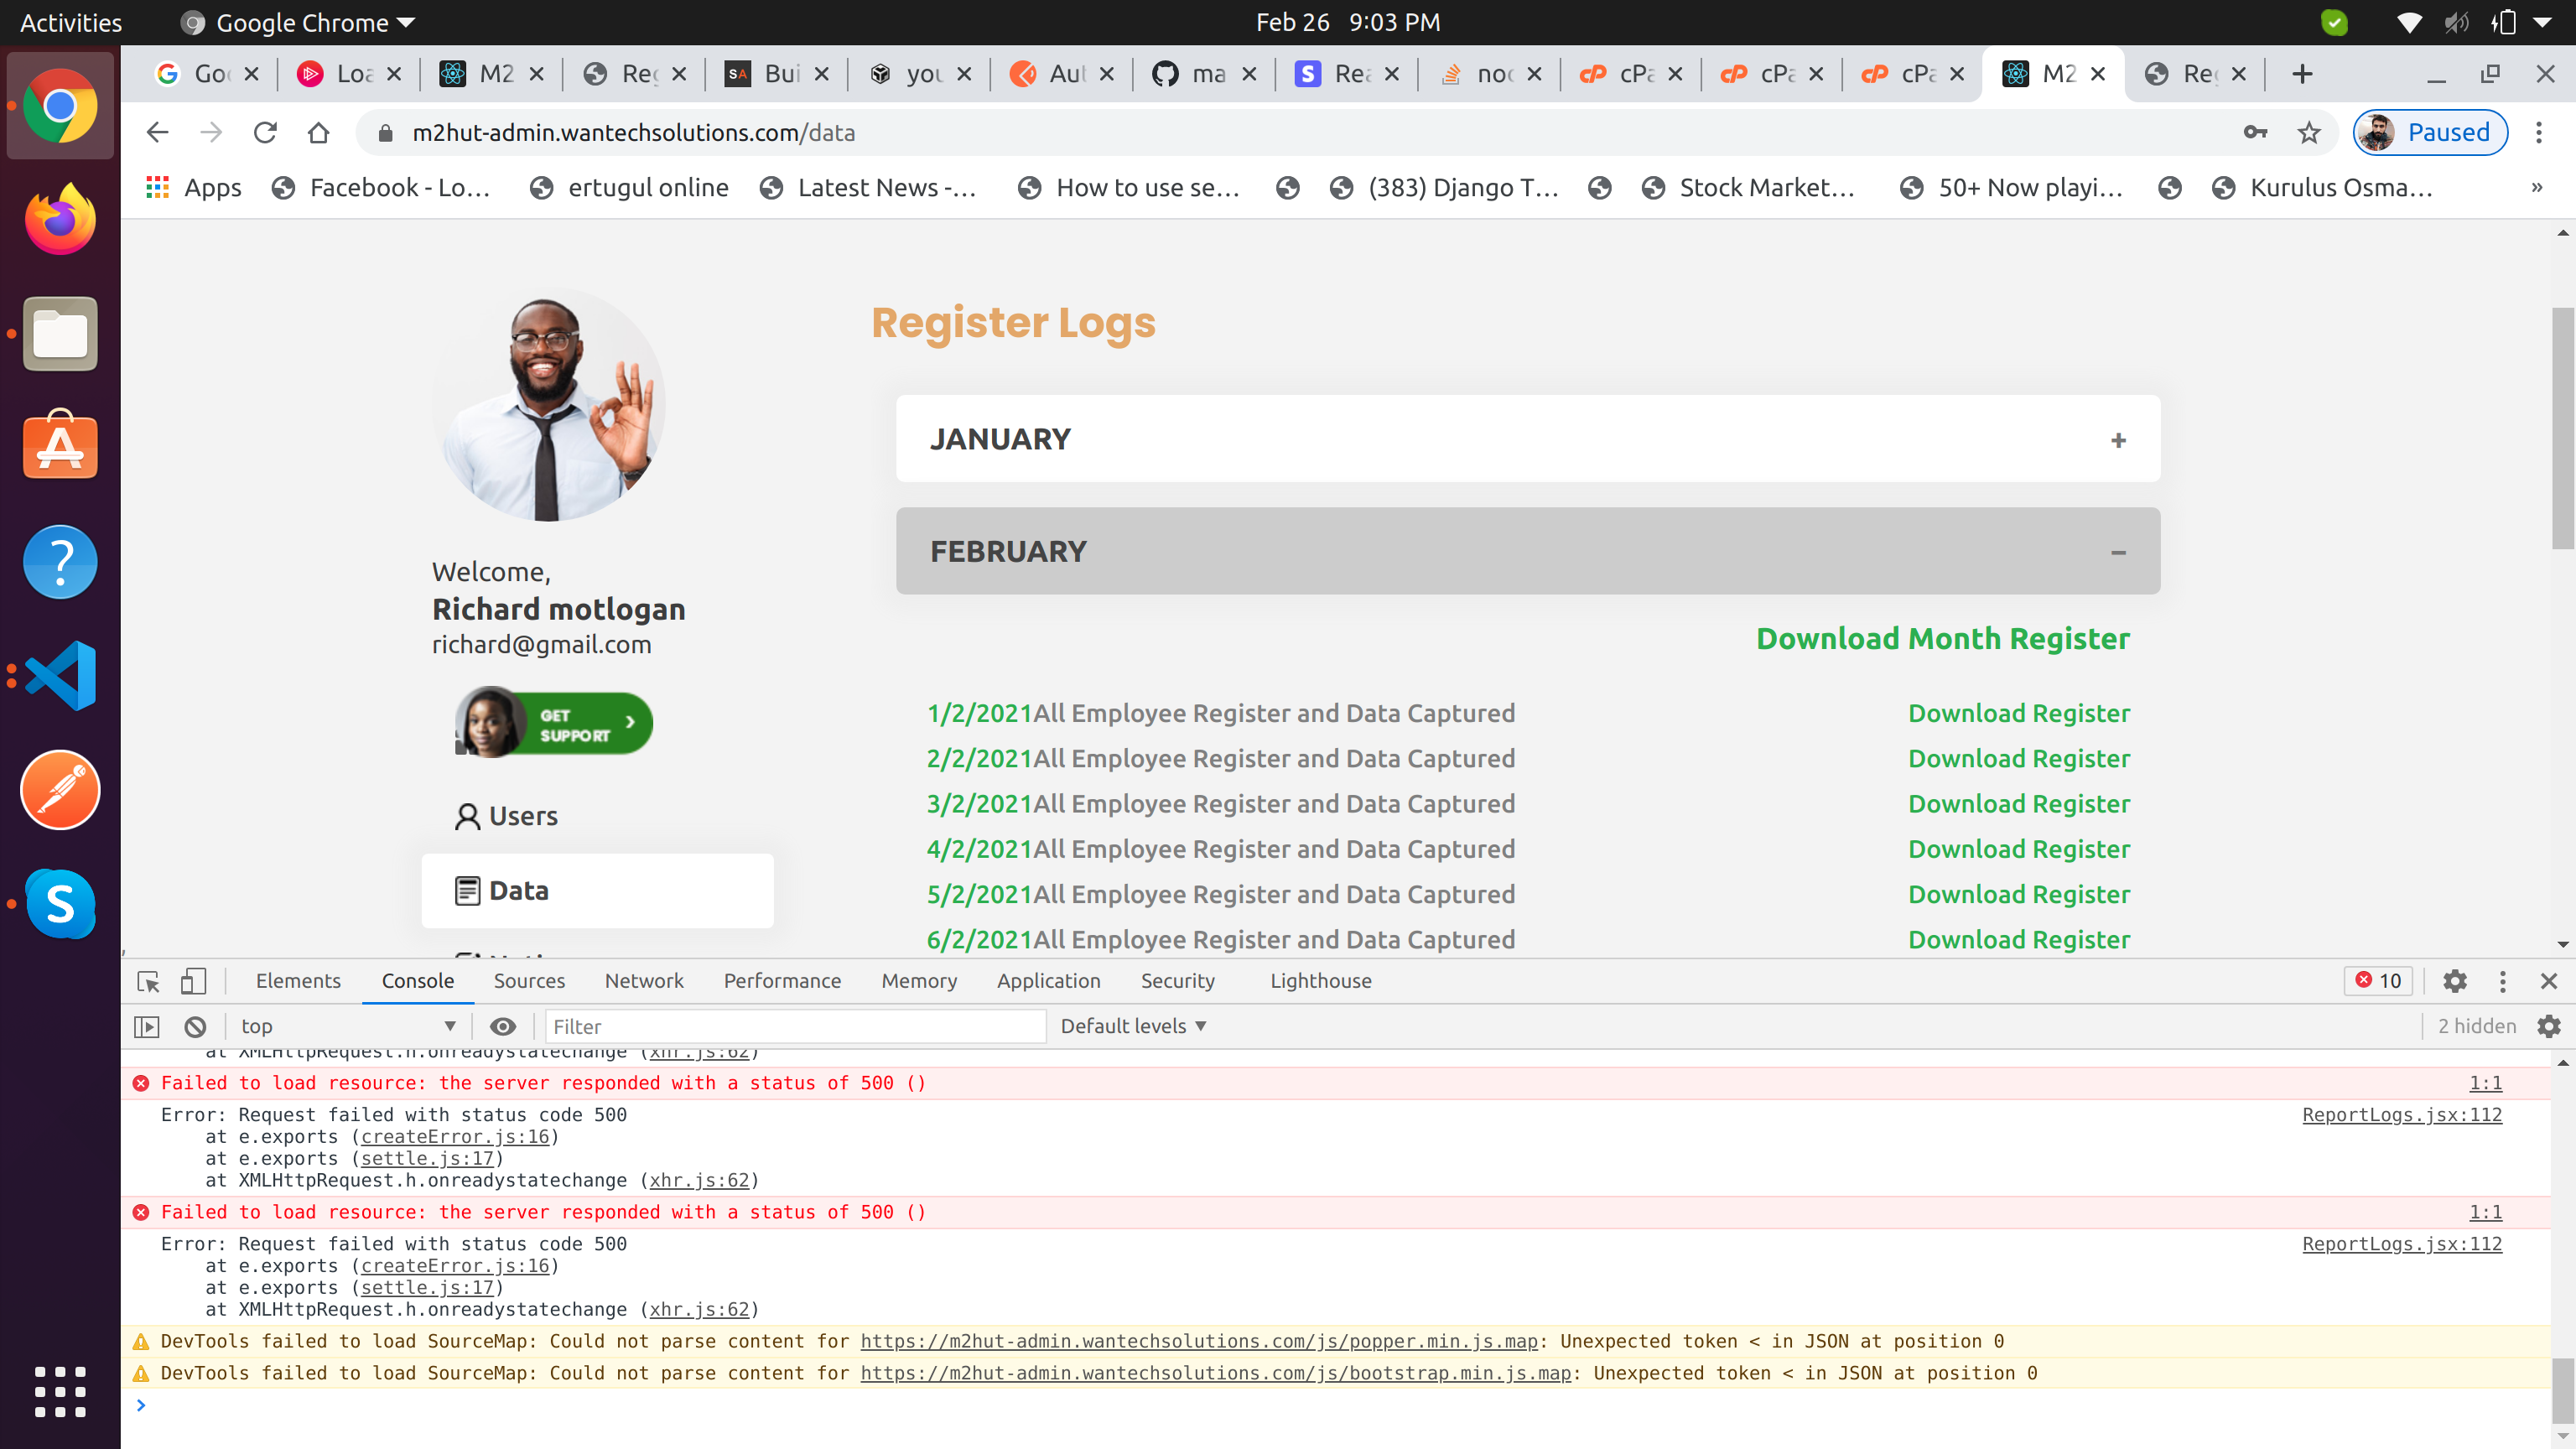 Activities Google Chrome Feb 26 9:03 PM
Goo Loa M2 Reg Bui you Aut ma Rea noc cPa cPa cPa M2 Reg
m2hut-admin.wantechsolutions.com/data Paused
Apps Facebook - Lo... ertugul online Latest News -... How to use se... (383) Django T... Stock Market... 50+ Now playi... Kurulus Osma... »
Register Logs
JANUARY +
FEBRUARY −
Welcome,
Richard motlogan
richard@gmail.com
GET
SUPPORT
Users
Data
Download Month Register
1/2/2021All Employee Register and Data Captured Download Register
2/2/2021All Employee Register and Data Captured Download Register
3/2/2021All Employee Register and Data Captured Download Register
4/2/2021All Employee Register and Data Captured Download Register
5/2/2021All Employee Register and Data Captured Download Register
6/2/2021All Employee Register and Data Captured Download Register
Elements Console Sources Network Performance Memory Application Security Lighthouse 10
top Filter Default levels 2 hidden
at XMLHttpRequest.h.onreadystatechange (xhr.js:62)
Failed to load resource: the server responded with a status of 500 () 1:1
Error: Request failed with status code 500 ReportLogs.jsx:112
at e.exports (createError.js:16)
at e.exports (settle.js:17)
at XMLHttpRequest.h.onreadystatechange (xhr.js:62)
Failed to load resource: the server responded with a status of 500 () 1:1
Error: Request failed with status code 500 ReportLogs.jsx:112
at e.exports (createError.js:16)
at e.exports (settle.js:17)
at XMLHttpRequest.h.onreadystatechange (xhr.js:62)
DevTools failed to load SourceMap: Could not parse content for https://m2hut-admin.wantechsolutions.com/js/popper.min.js.map: Unexpected token < in JSON at position 0
DevTools failed to load SourceMap: Could not parse content for https://m2hut-admin.wantechsolutions.com/js/bootstrap.min.js.map: Unexpected token < in JSON at position 0